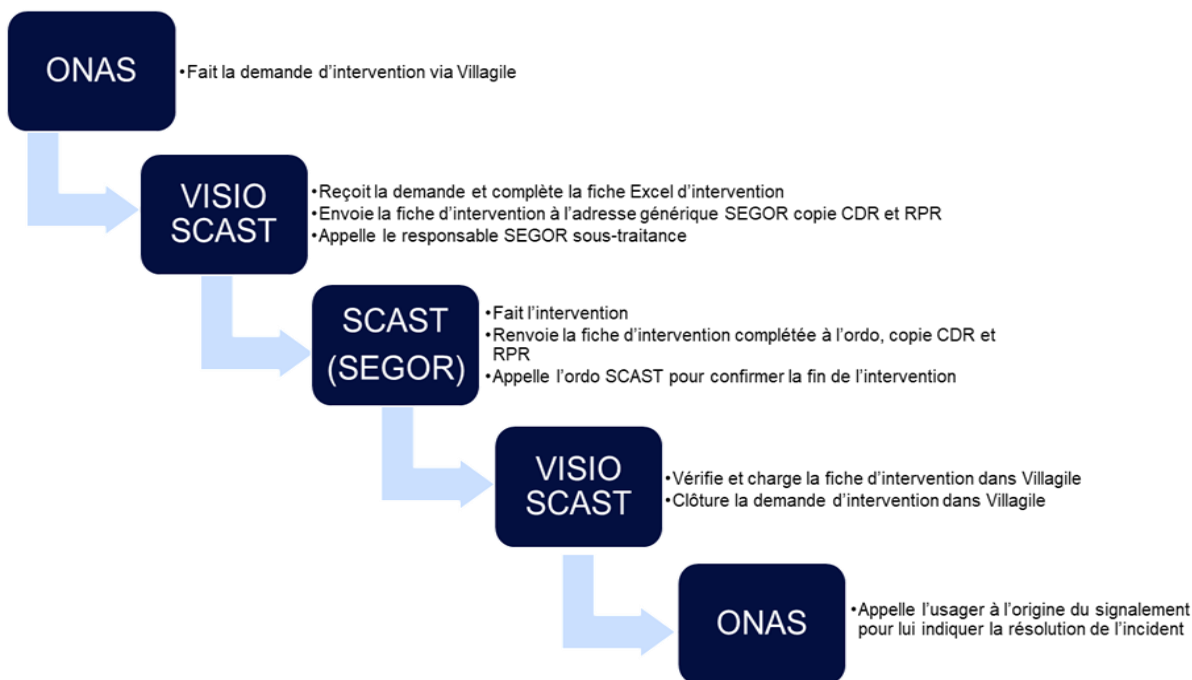 ONAS
•Fait la demande d’intervention via Villagile
VISIO
SCAST
•Reçoit la demande et complète la fiche Excel d’intervention
•Envoie la fiche d’intervention à l’adresse générique SEGOR copie CDR et RPR
•Appelle le responsable SEGOR sous-traitance
SCAST
(SEGOR)
•Fait l’intervention
•Renvoie la fiche d’intervention complétée à l’ordo, copie CDR et
RPR
•Appelle l’ordo SCAST pour confirmer la fin de l’intervention
VISIO
SCAST
•Vérifie et charge la fiche d’intervention dans Villagile
•Clôture la demande d’intervention dans Villagile
ONAS
•Appelle l’usager à l’origine du signalement
pour lui indiquer la résolution de l’incident